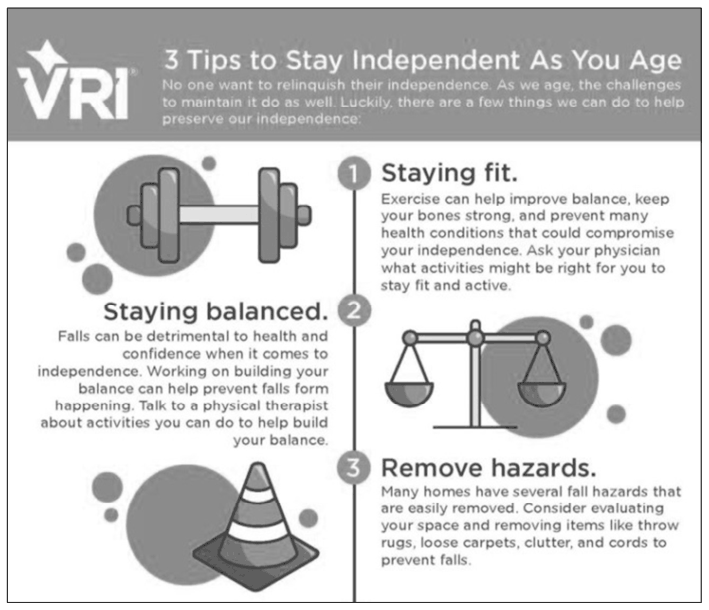 VRI
3 Tips to Stay Independent As You Age
No one want to relinquish their independence. As we age, the challenges
to maintain it do as well. Luckily, there are a few things we can do to help
preserve our independence:
1
Staying fit.
Exercise can help improve balance, keep
your bones strong, and prevent many
health conditions that could compromise
your independence. Ask your physician
what activities might be right for you to
stay fit and active.
Staying balanced.
2
Falls can be detrimental to health and
confidence when it comes to
independence. Working on building your
balance can help prevent falls form
happening. Talk to a physical therapist
about activities you can do to help build
your balance.
3
Remove hazards.
Many homes have several fall hazards that
are easily removed. Consider evaluating
your space and removing items like throw
rugs, loose carpets, clutter, and cords to
prevent falls.